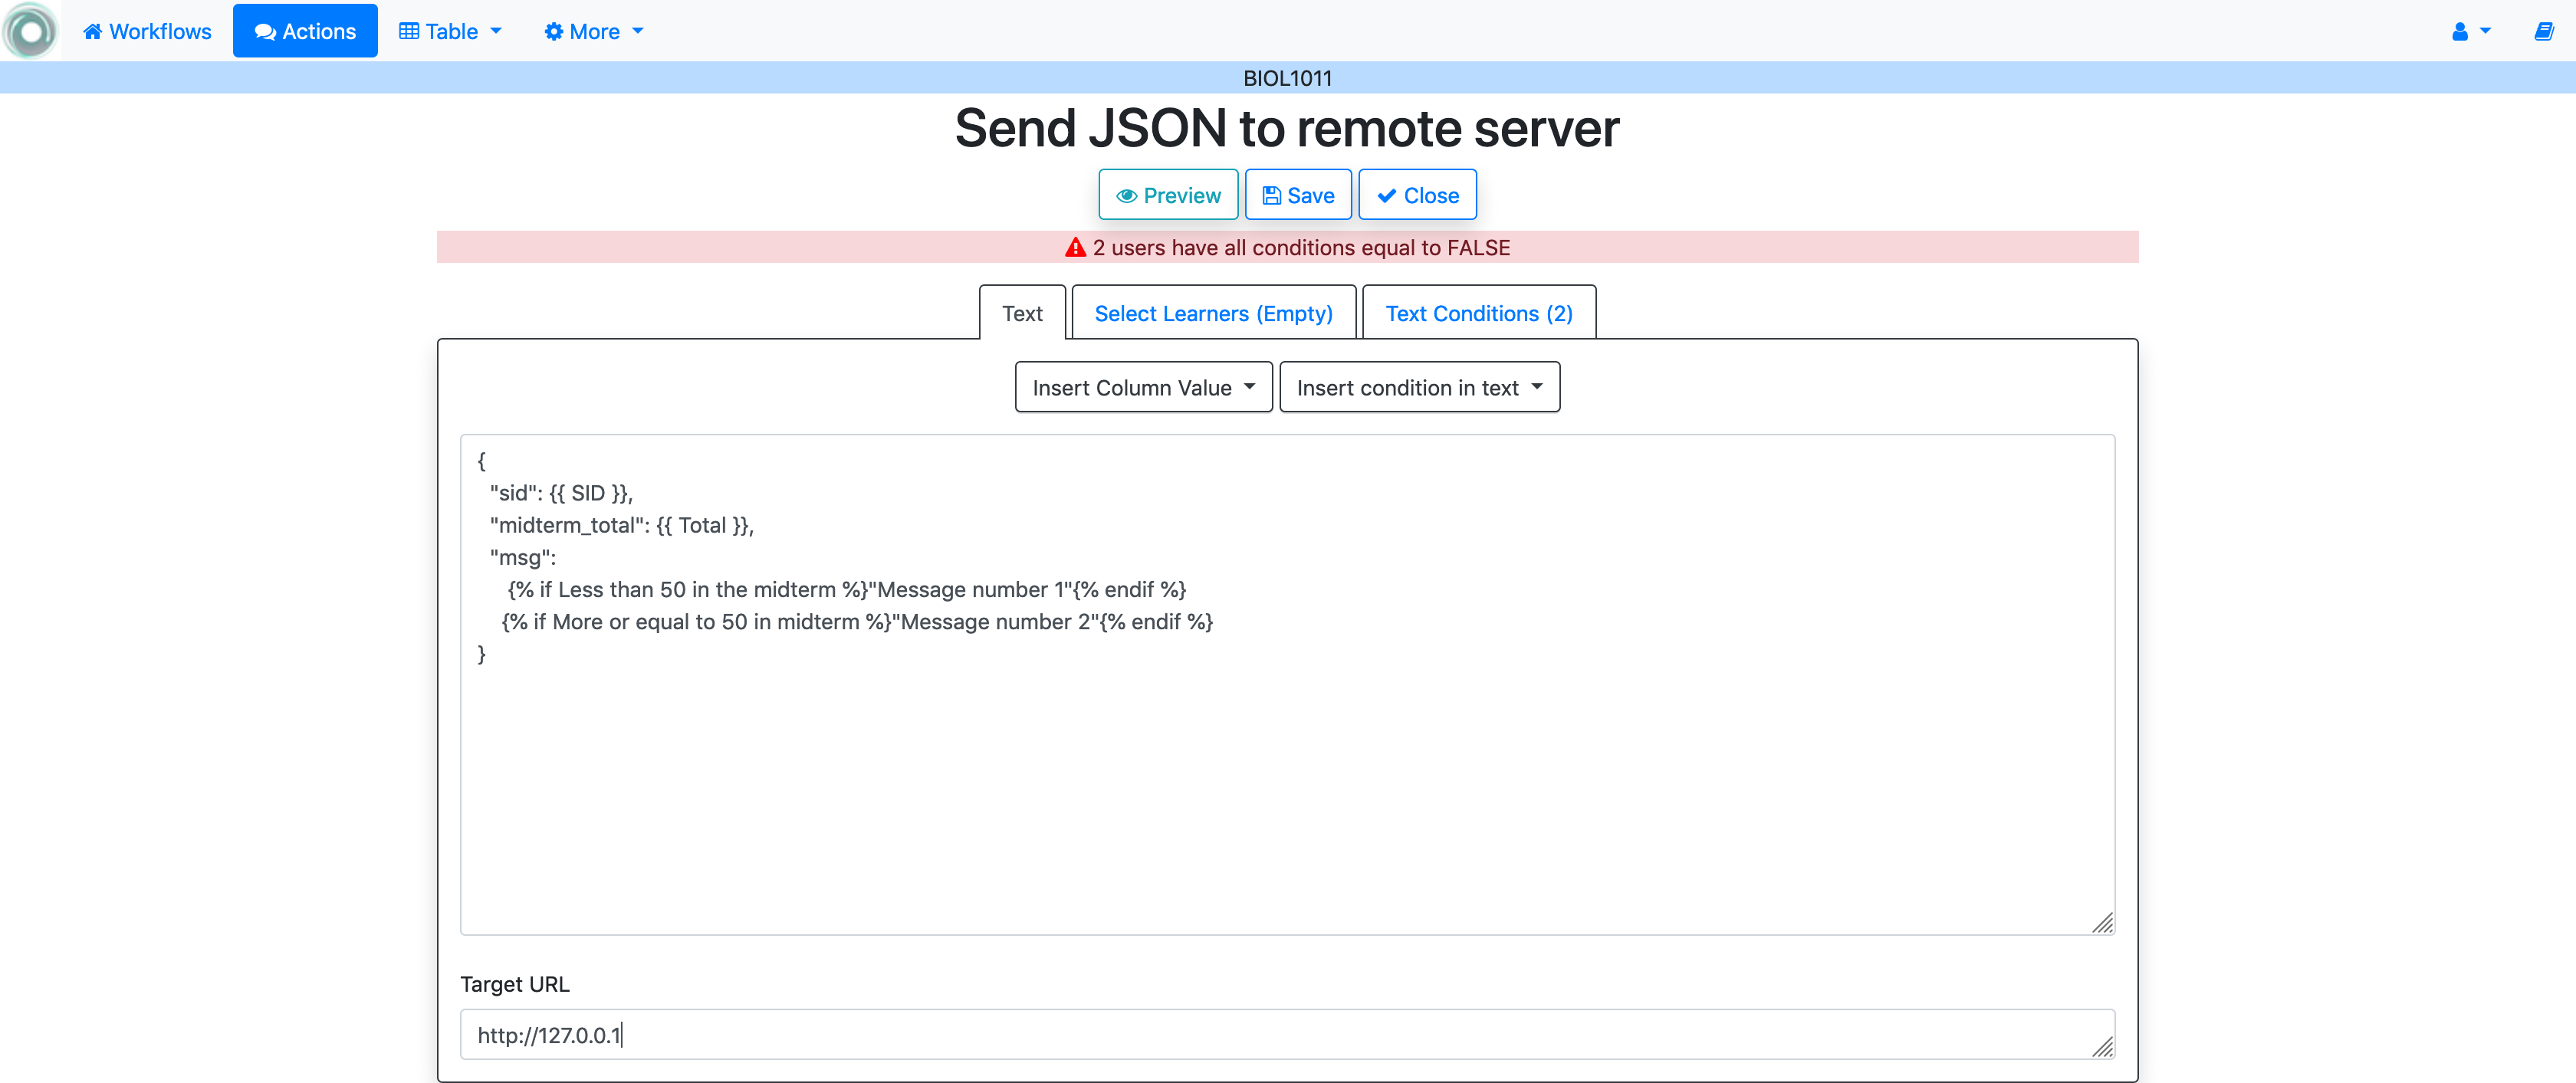 Workflows Actions Table More
BIOL1011
Send JSON to remote server
Preview Save Close
2 users have all conditions equal to FALSE
Text Select Learners (Empty) Text Conditions (2)
Insert Column Value Insert condition in text
{
"sid": {{ SID }},
"midterm_total": {{ Total }},
"msg":
{% if Less than 50 in the midterm %}"Message number 1"{% endif %}
{% if More or equal to 50 in midterm %}"Message number 2"{% endif %}
}
Target URL
http://127.0.0.1